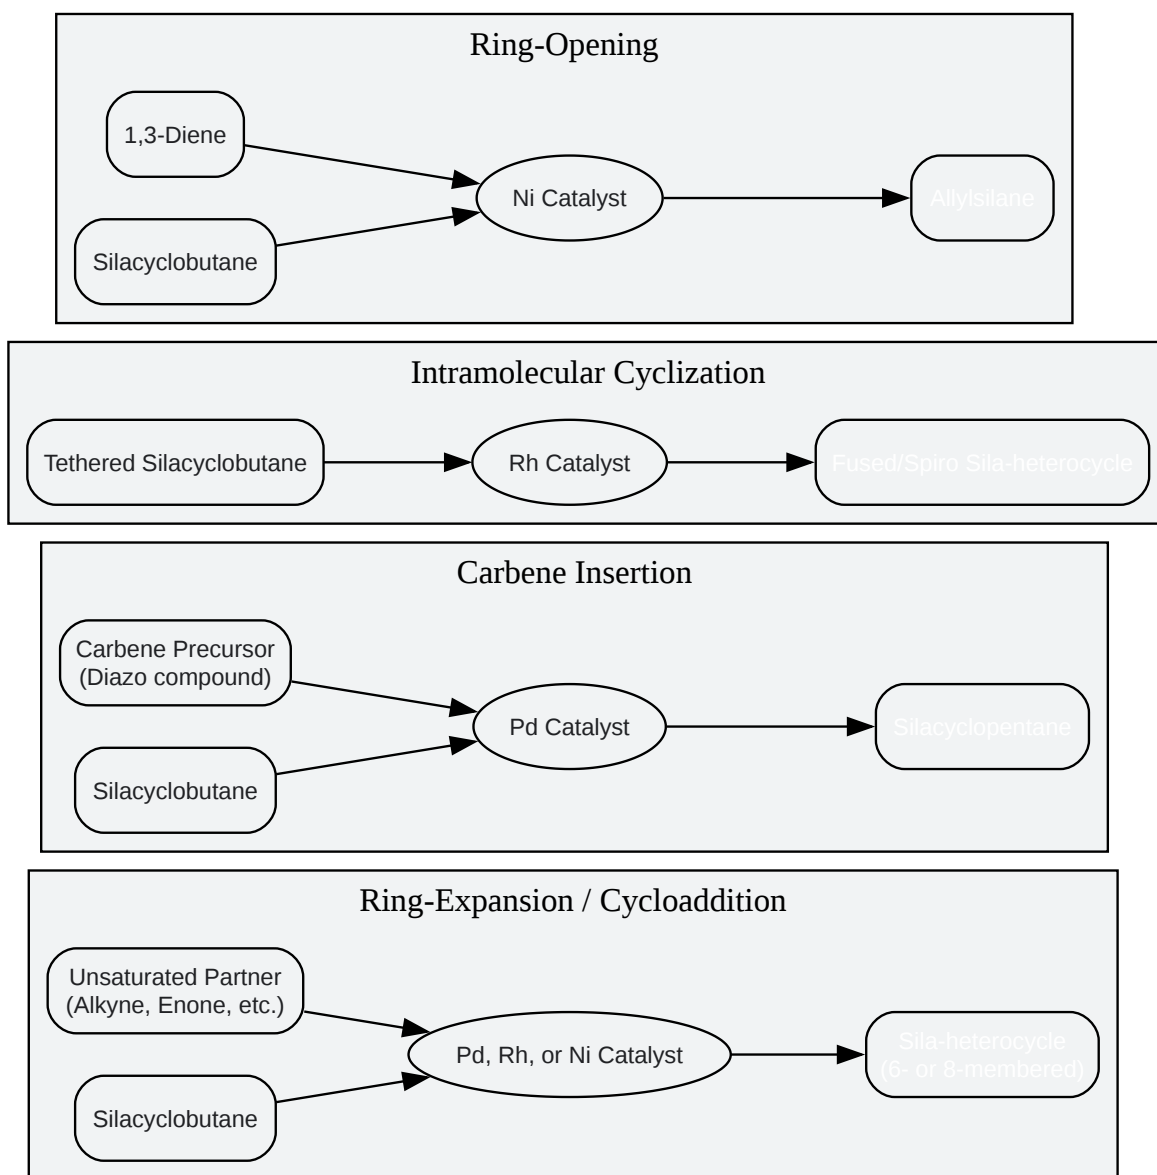 Ring-Opening
1,3-Diene
Silacyclobutane
Ni Catalyst
Allylsilane
Intramolecular Cyclization
Tethered Silacyclobutane
Rh Catalyst
Fused/Spiro Sila-heterocycle
Carbene Insertion
Carbene Precursor
(Diazo compound)
Silacyclobutane
Pd Catalyst
Silacyclopentane
Ring-Expansion / Cycloaddition
Unsaturated Partner
(Alkyne, Enone, etc.)
Silacyclobutane
Pd, Rh, or Ni Catalyst
Sila-heterocycle
(6- or 8-membered)